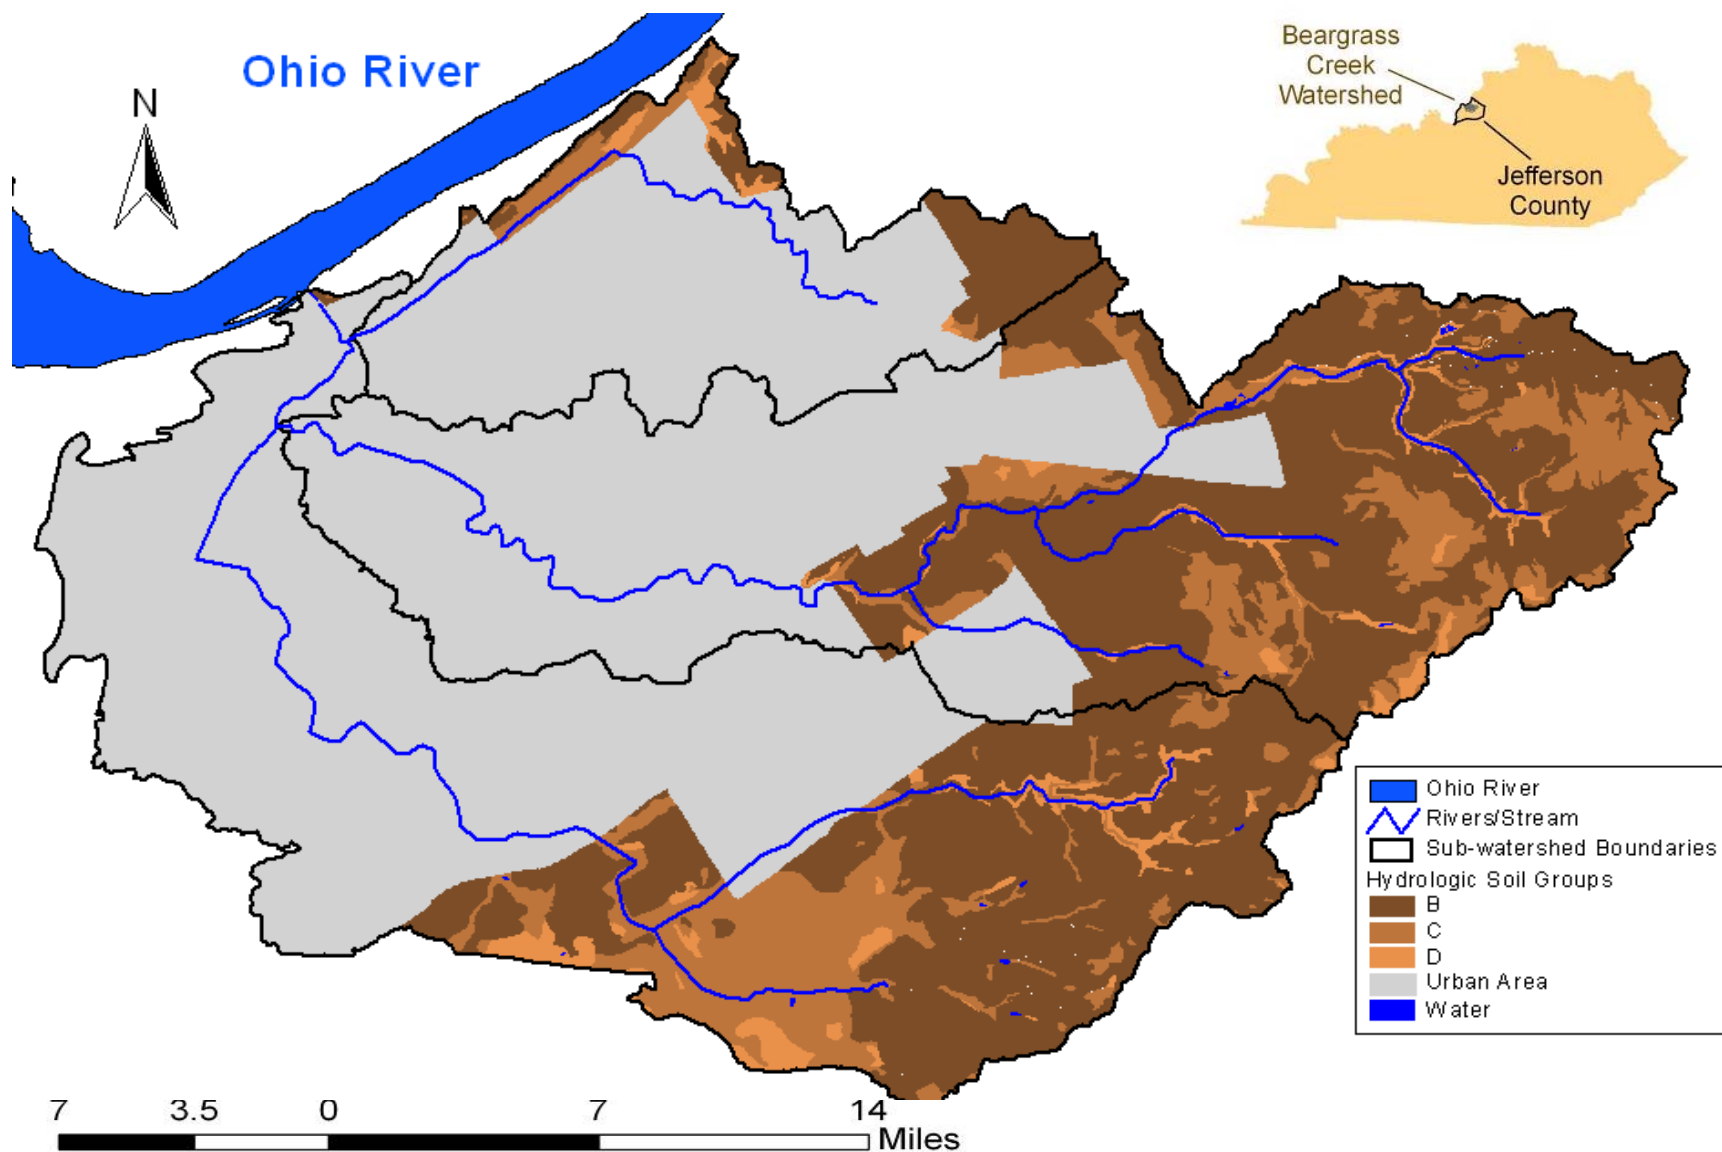 Ohio River
N
Beargrass
Creek
Watershed
Jefferson
County
Ohio River
Rivers/Stream
Sub-watershed Boundaries
Hydrologic Soil Groups
B
C
D
Urban Area
Water
7 3.5 0 7 14
Miles